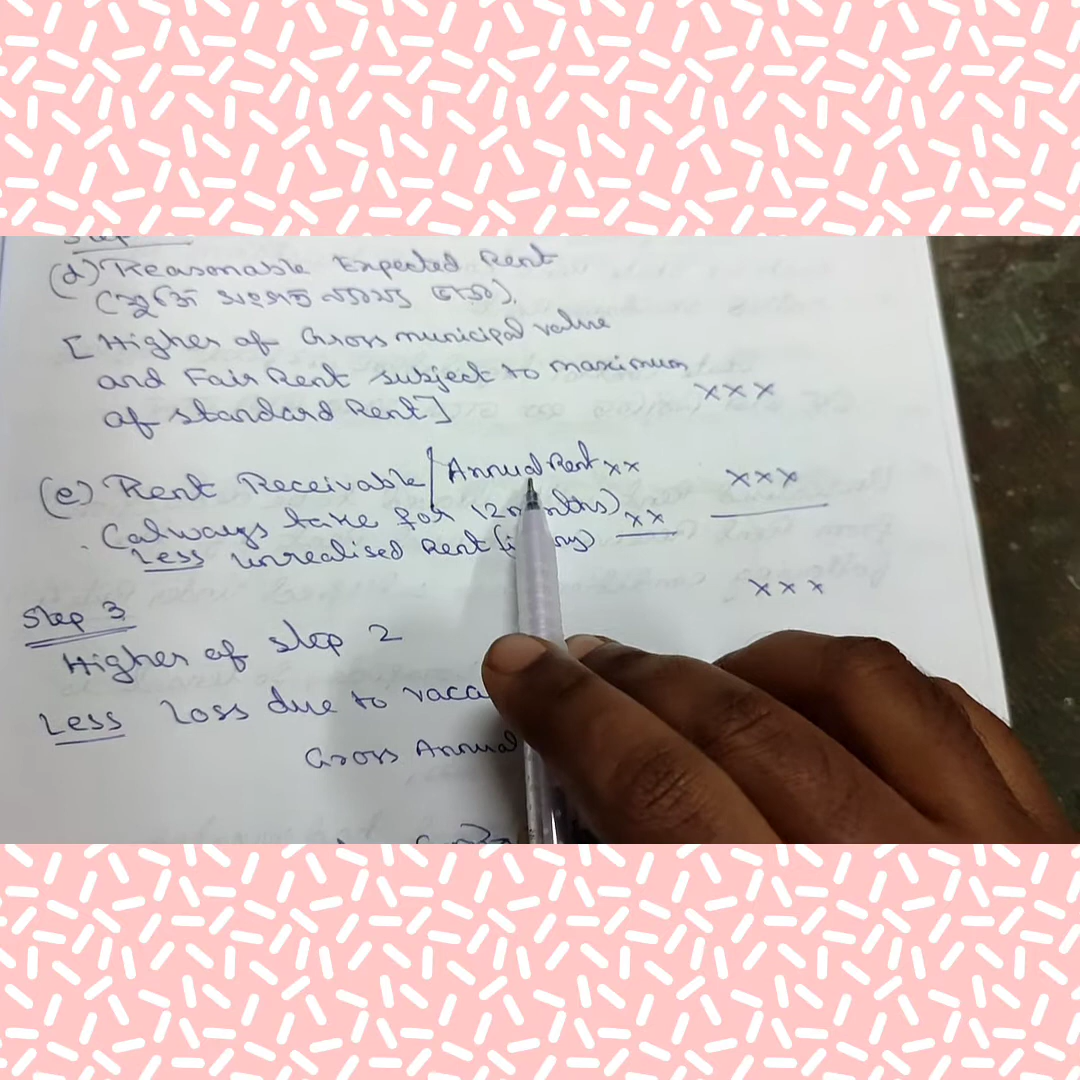 (d) Reasonable Expected Rent
[Higher of Gross municipal value
and Fair Rent subject to maximum
of standard Rent] xxx
(e) Rent Receivable/Annual Rent xx xxx
(always take for 12 months) xx
Less unrealised Rent
xxx
Step 3
Higher of step 2
Less Loss due to
Gross Annual